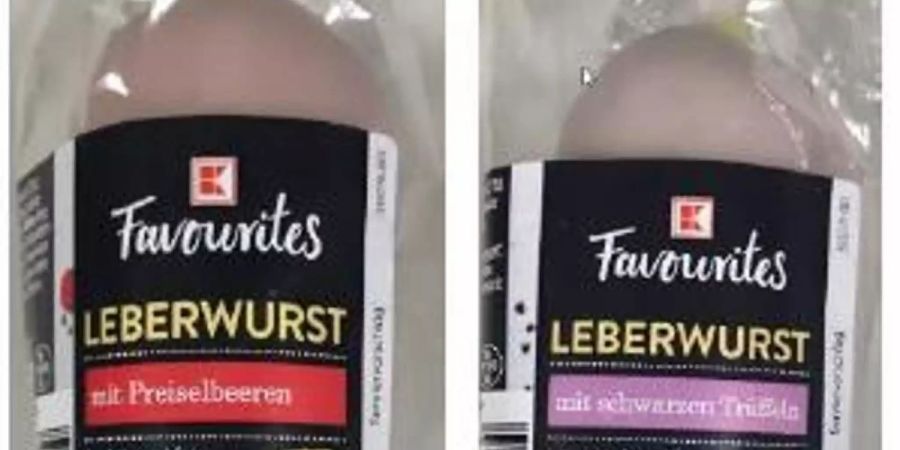 K
Favourites
LEBERWURST
mit Preiselbeeren
K
Favourites
LEBERWURST
mit schwarzen Trüffeln